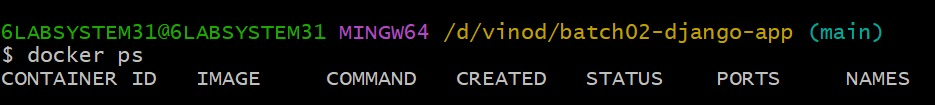 6LABSYSTEM31@6LABSYSTEM31 MINGW64 /d/vinod/batch02-django-app (main)
$ docker ps
CONTAINER ID   IMAGE     COMMAND   CREATED   STATUS    PORTS     NAMES